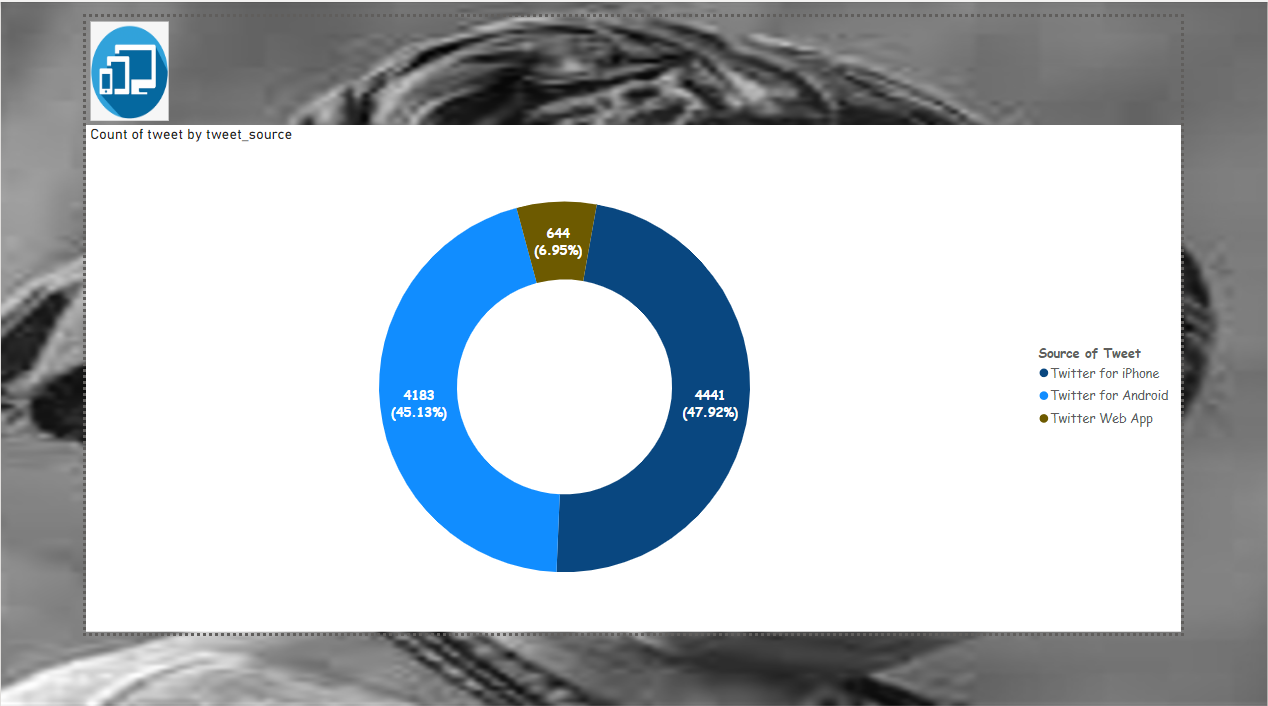 Count of tweet by tweet_source
644
(6.95%)
4183
(45.13%)
4441
(47.92%)
Source of Tweet
Twitter for iPhone
Twitter for Android
Twitter Web App